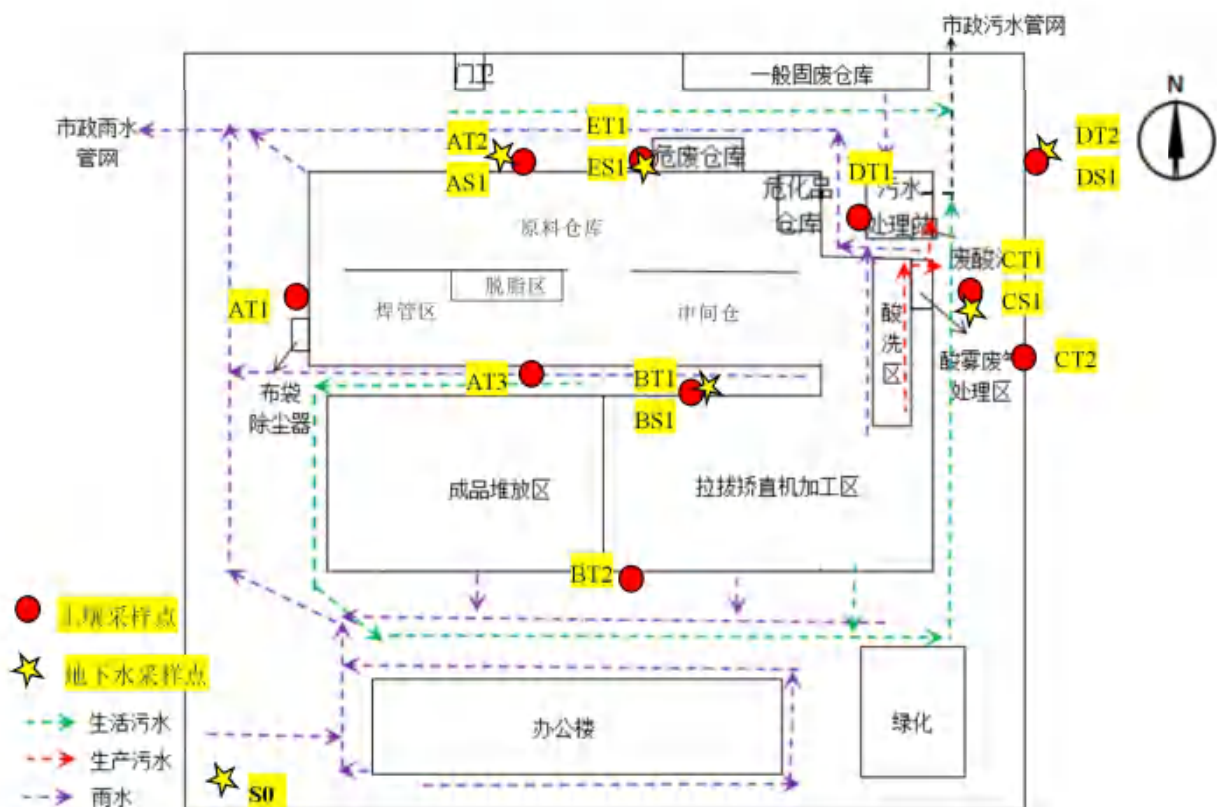 市政污水管网
门卫
一般固废仓库
N
市政雨水
管网
AT2
AS1
ET1
ES1
危废仓库
DT1
DT2
DS1
危化品
仓库
污水
处理站
原料仓库
脱脂区
焊管区
中间仓
AT1
布袋
除尘器
AT3
BT1
BS1
酸
洗
区
废酸
CT1
CS1
酸雾废气
处理区
CT2
成品堆放区
拉拔矫直机加工区
BT2
土壤采样点
地下水采样点
生活污水
生产污水
雨水
办公楼
绿化
S0